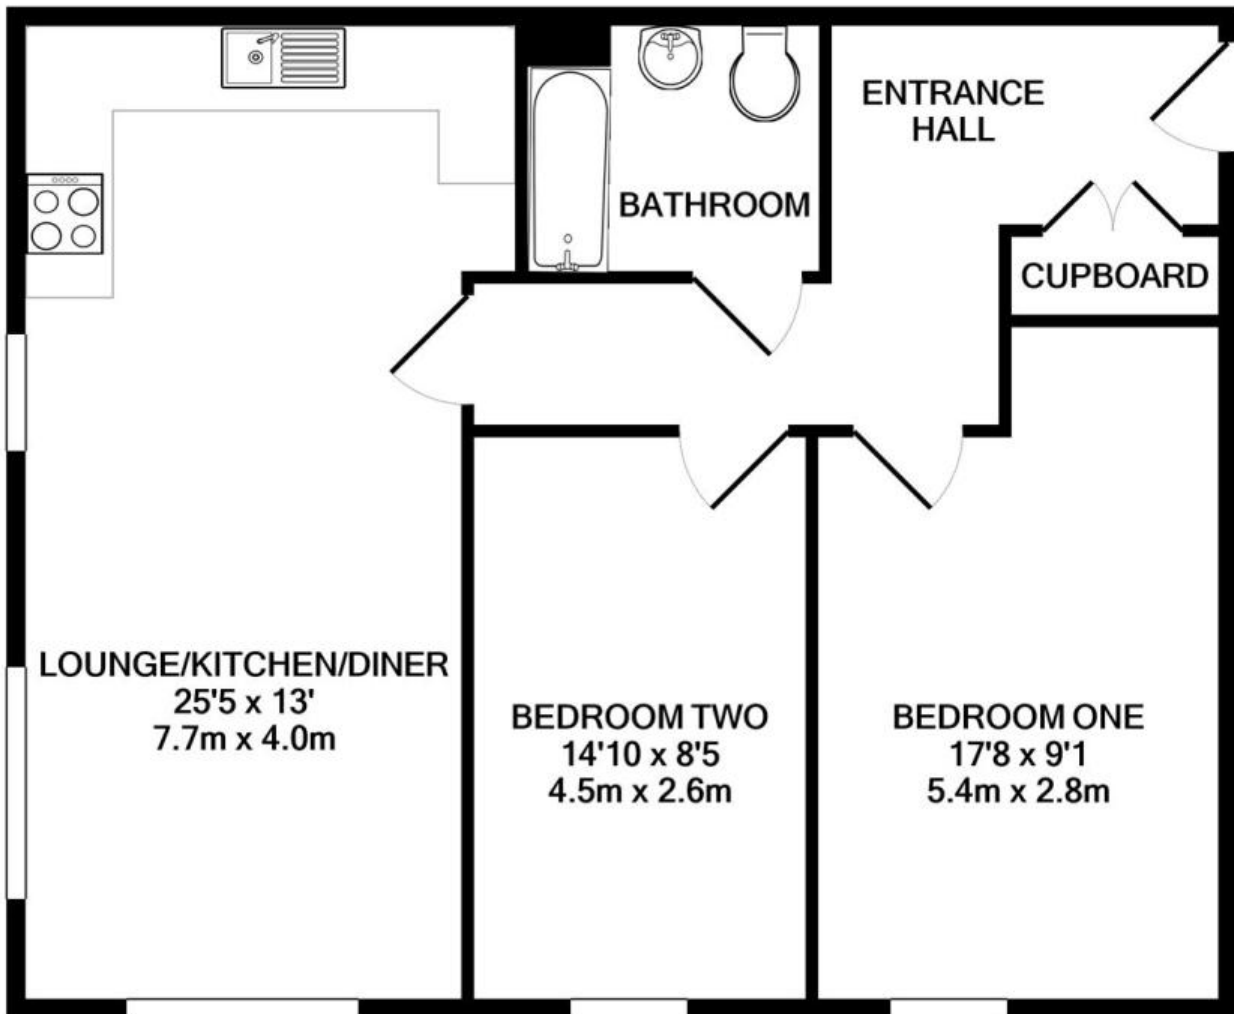 ENTRANCE
HALL
BATHROOM
CUPBOARD
LOUNGE/KITCHEN/DINER
25'5 x 13'
7.7m x 4.0m
BEDROOM TWO
14'10 x 8'5
4.5m x 2.6m
BEDROOM ONE
17'8 x 9'1
5.4m x 2.8m